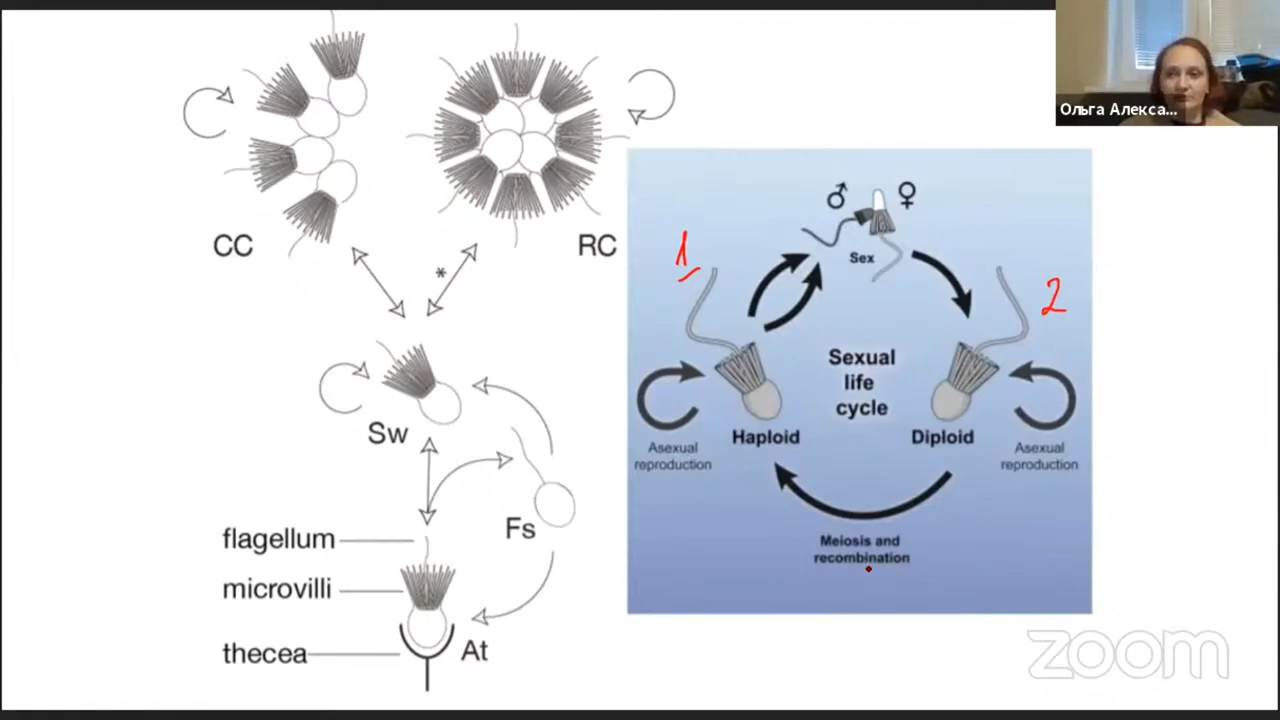 Ольга Алекса...
CC
RC
*
Sw
Fs
flagellum
microvilli
thecea
At
1
2
♂ ♀
Sex
Sexual
life
cycle
Haploid
Diploid
Asexual
reproduction
Asexual
reproduction
Meiosis and
recombination
zoom